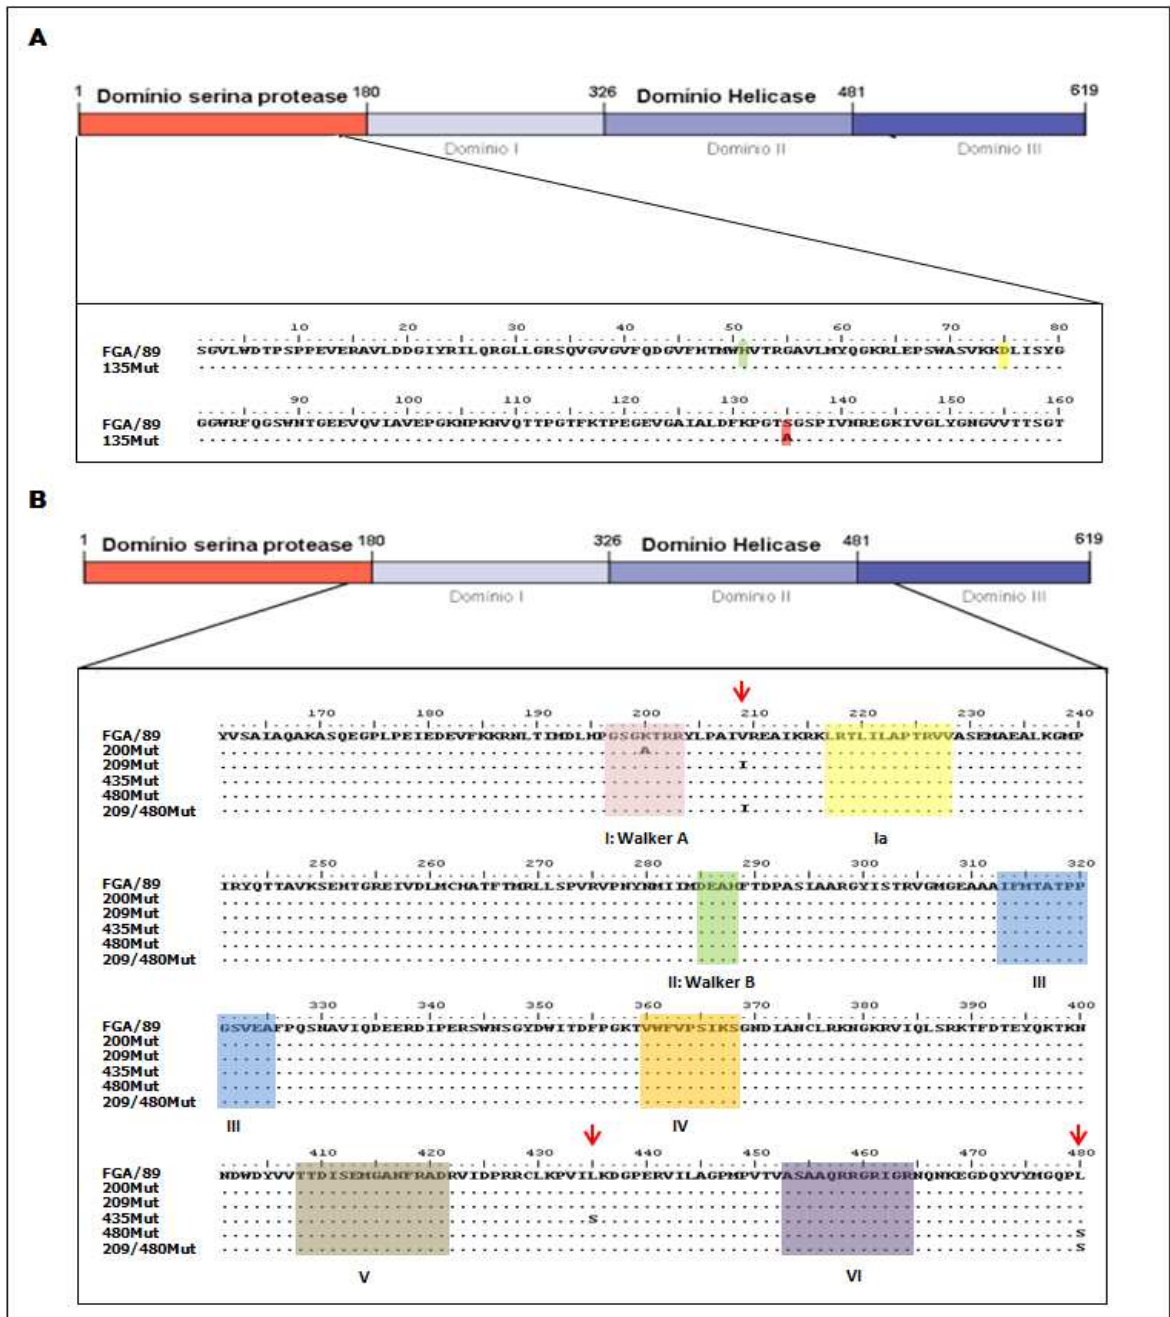 A
1 Domínio serina protease 180 326 Domínio Helicase 481 619
Domínio I Domínio II Domínio III
10 20 30 40 50 60 70 80
FGA/89 SGVLWDTPSPPEVERAVLDDGIYRILQRGLLGRSQVGVGVFQDGVFHTMWHVTRGAVLMYQGKRLEPSWASVKKDLISYG
135Mut
90 100 110 120 130 140 150 160
FGA/89 GGWRFQGSWNTGEEVQVIAVEPGKNPKNVQTTPGTFKTPEGEVGAIALDFKPGTSGSPIVNREGKIVGLYGNGVVTTSGT
135Mut A
B
1 Domínio serina protease 180 326 Domínio Helicase 481 619
Domínio I Domínio II Domínio III
170 180 190 200 210 220 230 240
FGA/89 YVSAIAQAKASQEGPLPEIEDEVFKKRNLTIMDLHPGSGKTRRYLPAIVREAIKRKLRTLILAPTRVVASEMAEALKGMP
200Mut A
209Mut I
435Mut
480Mut
209/480Mut I
I: Walker A Ia
250 260 270 280 290 300 310 320
FGA/89 IRYQTTAVKSEHTGREIVDLMCHATFTMRLLSPVRVPNYNMIIMDEAHFTDPASIAARGYISTRVGMGEAAAIFMTATPP
200Mut
209Mut
435Mut
480Mut
209/480Mut
II: Walker B III
330 340 350 360 370 380 390 400
FGA/89 GSVEAFPQSNAVIQDEERDIPERSWNSGYDWITDFPGKTVWFVPSIKSGNDIANCLRKNGKRVIQLSRKTFDTEYQKTKN
200Mut
209Mut
435Mut
480Mut
209/480Mut
III IV
410 420 430 440 450 460 470 480
FGA/89 NDWDYVVTTDISEMGANFRADRVIDPRRCLKPVILKDGPERVILAGPMPVTVASAAQRRGRIGRNQNKEGDQYVYMGQPL
200Mut
209Mut
435Mut S
480Mut S
209/480Mut S
V VI